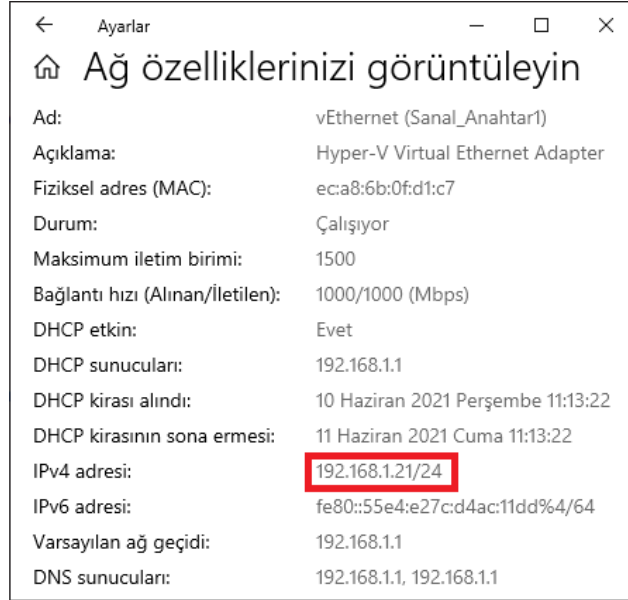 Ayarlar
Ağ özelliklerinizi görüntüleyin
Ad: vEthernet (Sanal_Anahtar1)
Açıklama: Hyper-V Virtual Ethernet Adapter
Fiziksel adres (MAC): ec:a8:6b:0f:d1:c7
Durum: Çalışıyor
Maksimum iletim birimi: 1500
Bağlantı hızı (Alınan/İletilen): 1000/1000 (Mbps)
DHCP etkin: Evet
DHCP sunucuları: 192.168.1.1
DHCP kirası alındı: 10 Haziran 2021 Perşembe 11:13:22
DHCP kirasının sona ermesi: 11 Haziran 2021 Cuma 11:13:22
IPv4 adresi: 192.168.1.21/24
IPv6 adresi: fe80::55e4:e27c:d4ac:11dd%4/64
Varsayılan ağ geçidi: 192.168.1.1
DNS sunucuları: 192.168.1.1, 192.168.1.1